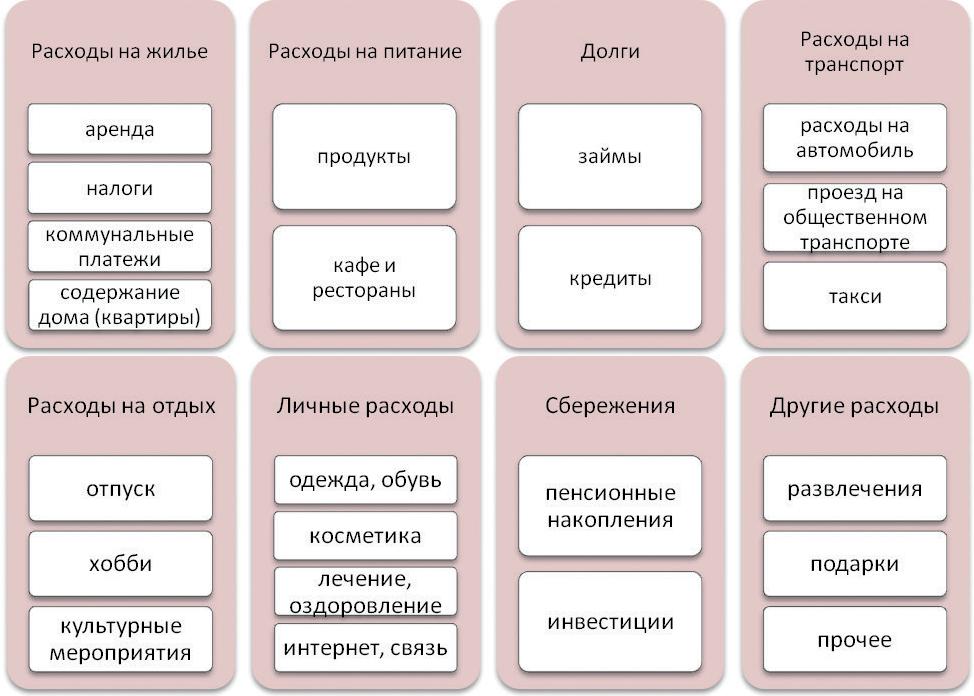 Расходы на жилье
аренда
налоги
коммунальные
платежи
содержание
дома (квартиры)
Расходы на питание
продукты
кафе и
рестораны
Долги
займы
кредиты
Расходы на
транспорт
расходы на
автомобиль
проезд на
общественном
транспорте
такси
Расходы на отдых
отпуск
хобби
культурные
мероприятия
Личные расходы
одежда, обувь
косметика
лечение,
оздоровление
интернет, связь
Сбережения
пенсионные
накопления
инвестиции
Другие расходы
развлечения
подарки
прочее